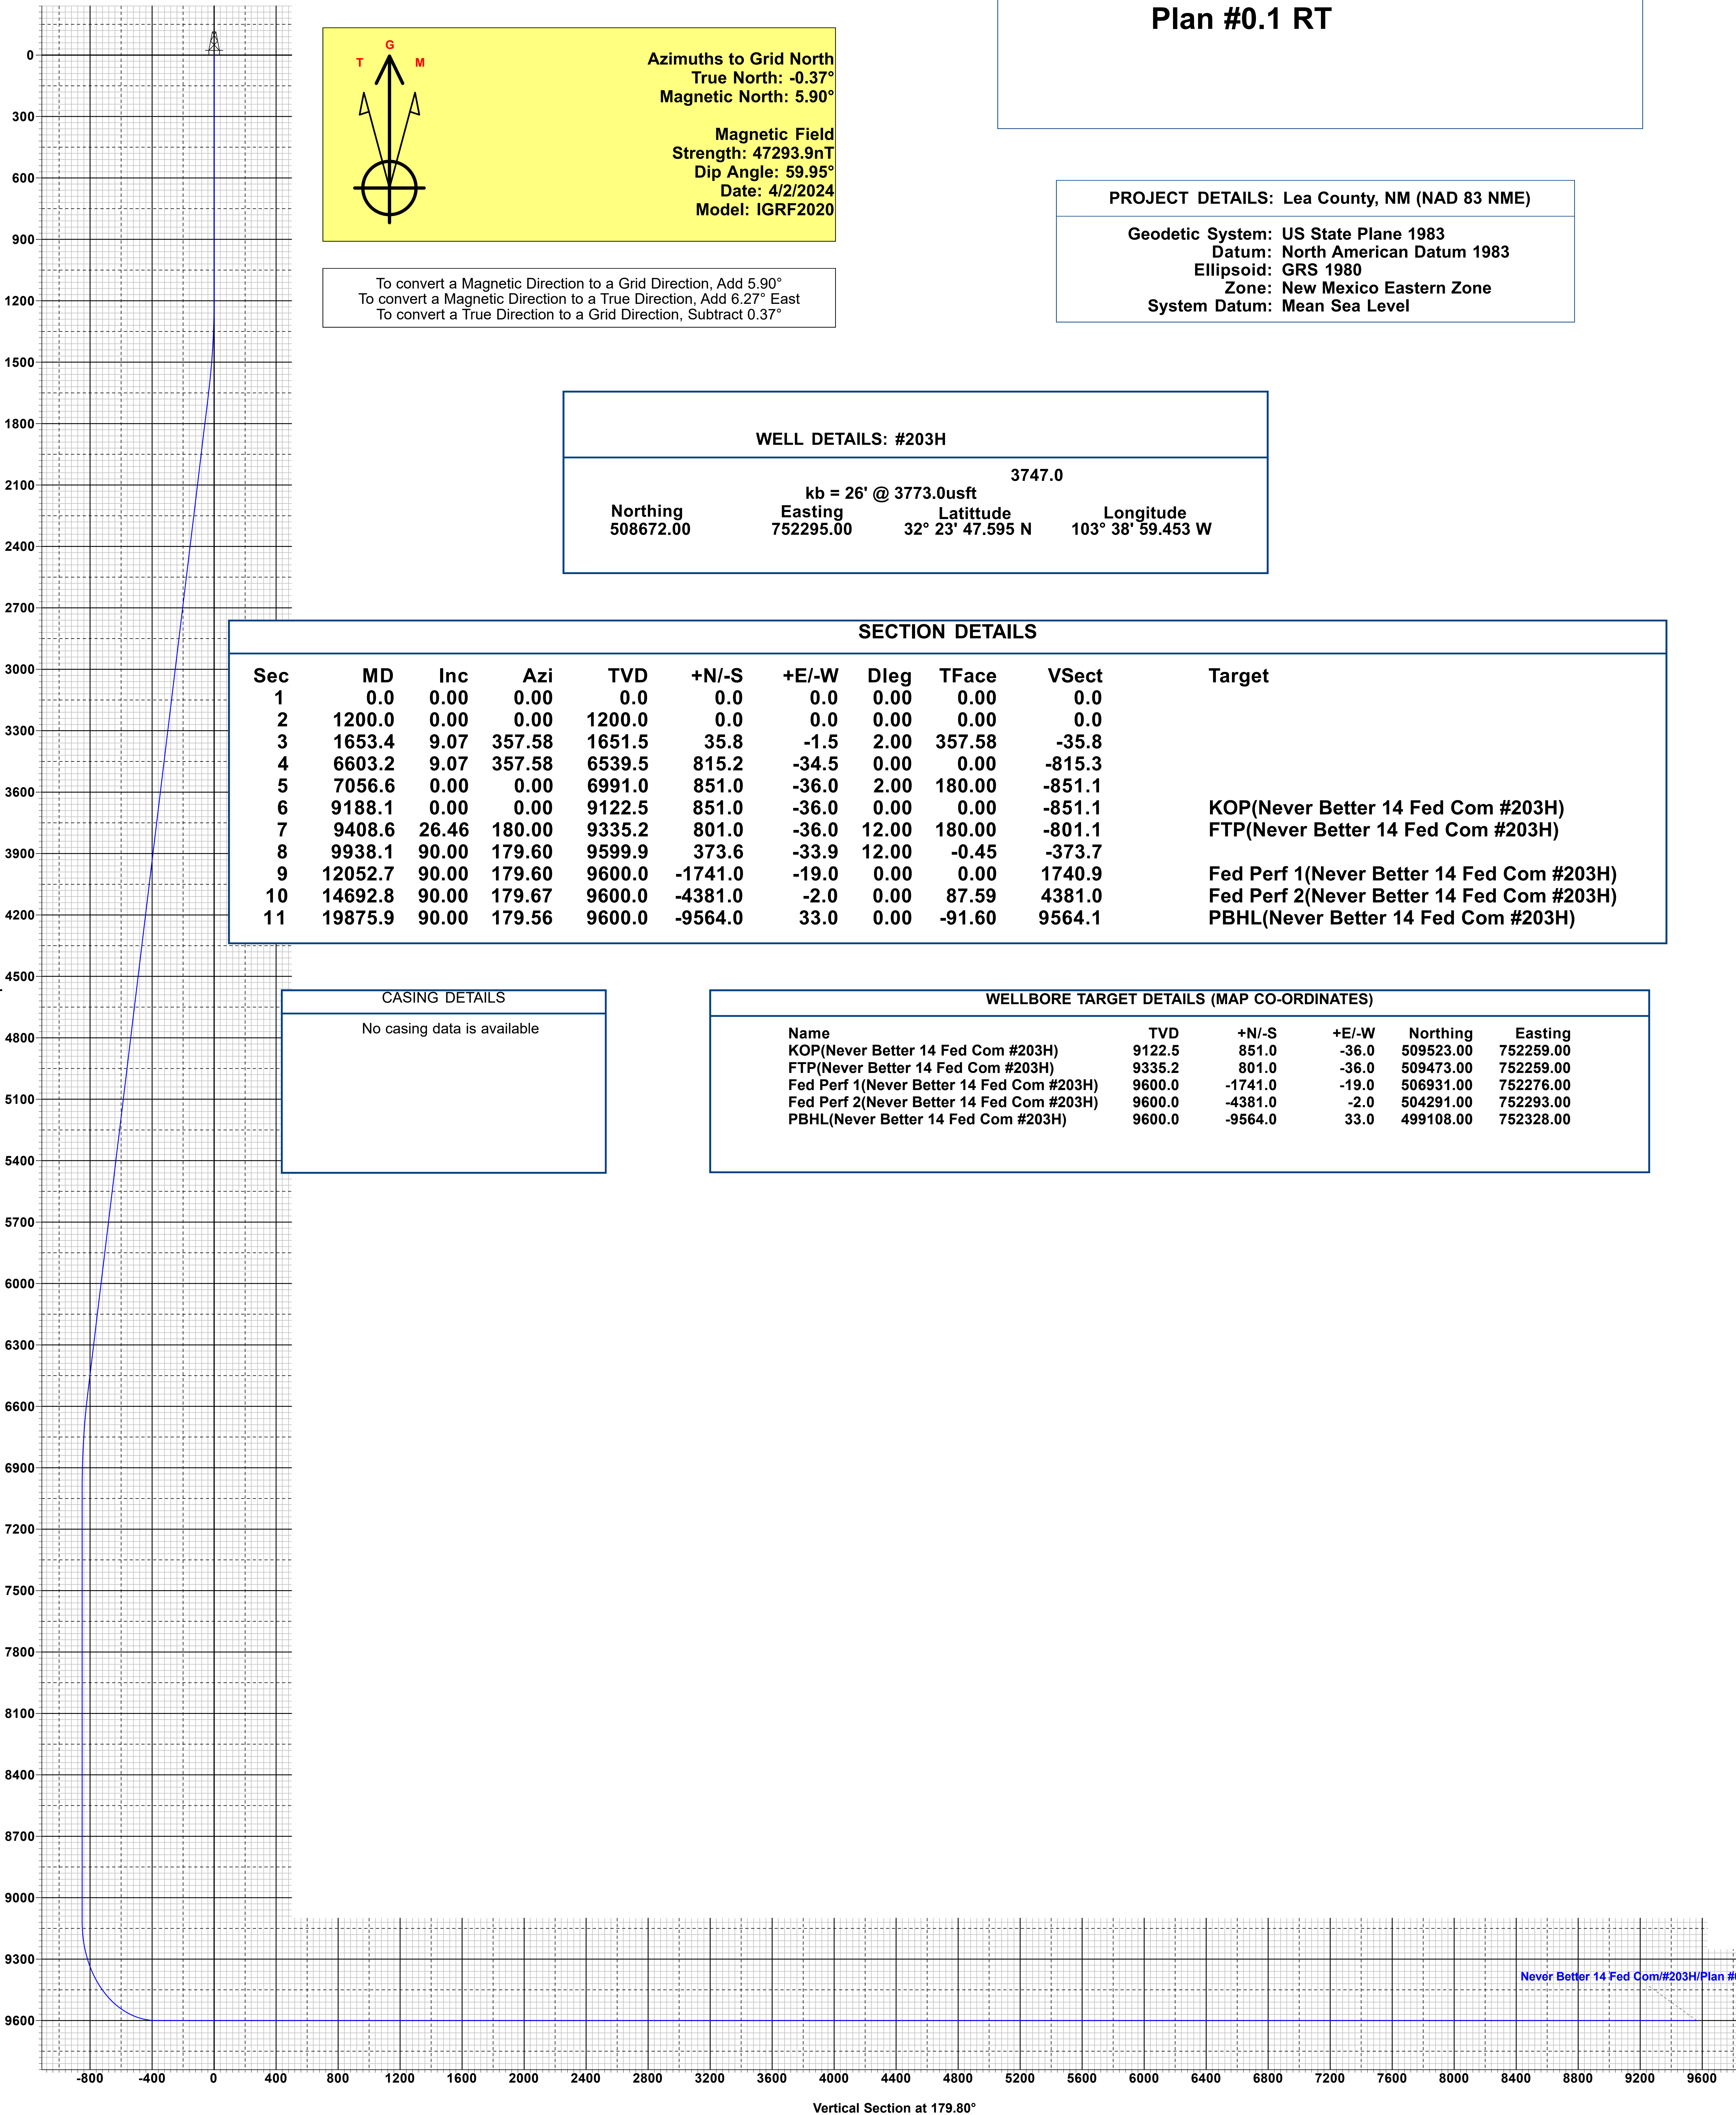 Plan #0.1 RT
G
T M
Azimuths to Grid North
True North: -0.37°
Magnetic North: 5.90°
Magnetic Field
Strength: 47293.9nT
Dip Angle: 59.95°
Date: 4/2/2024
Model: IGRF2020
To convert a Magnetic Direction to a Grid Direction, Add 5.90°
To convert a Magnetic Direction to a True Direction, Add 6.27° East
To convert a True Direction to a Grid Direction, Subtract 0.37°
PROJECT DETAILS: Lea County, NM (NAD 83 NME)
Geodetic System: US State Plane 1983
Datum: North American Datum 1983
Ellipsoid: GRS 1980
Zone: New Mexico Eastern Zone
System Datum: Mean Sea Level
WELL DETAILS: #203H
3747.0
kb = 26' @ 3773.0usft
Northing Easting Latittude Longitude
508672.00 752295.00 32° 23' 47.595 N 103° 38' 59.453 W
SECTION DETAILS
Sec MD Inc Azi TVD +N/-S +E/-W Dleg TFace VSect Target
1 0.0 0.00 0.00 0.0 0.0 0.0 0.00 0.00 0.0
2 1200.0 0.00 0.00 1200.0 0.0 0.0 0.00 0.00 0.0
3 1653.4 9.07 357.58 1651.5 35.8 -1.5 2.00 357.58 -35.8
4 6603.2 9.07 357.58 6539.5 815.2 -34.5 0.00 0.00 -815.3
5 7056.6 0.00 0.00 6991.0 851.0 -36.0 2.00 180.00 -851.1
6 9188.1 0.00 0.00 9122.5 851.0 -36.0 0.00 0.00 -851.1 KOP(Never Better 14 Fed Com #203H)
7 9408.6 26.46 180.00 9335.2 801.0 -36.0 12.00 180.00 -801.1 FTP(Never Better 14 Fed Com #203H)
8 9938.1 90.00 179.60 9599.9 373.6 -33.9 12.00 -0.45 -373.7
9 12052.7 90.00 179.60 9600.0 -1741.0 -19.0 0.00 0.00 1740.9 Fed Perf 1(Never Better 14 Fed Com #203H)
10 14692.8 90.00 179.67 9600.0 -4381.0 -2.0 0.00 87.59 4381.0 Fed Perf 2(Never Better 14 Fed Com #203H)
11 19875.9 90.00 179.56 9600.0 -9564.0 33.0 0.00 -91.60 9564.1 PBHL(Never Better 14 Fed Com #203H)
CASING DETAILS
No casing data is available
WELLBORE TARGET DETAILS (MAP CO-ORDINATES)
Name TVD +N/-S +E/-W Northing Easting
KOP(Never Better 14 Fed Com #203H) 9122.5 851.0 -36.0 509523.00 752259.00
FTP(Never Better 14 Fed Com #203H) 9335.2 801.0 -36.0 509473.00 752259.00
Fed Perf 1(Never Better 14 Fed Com #203H) 9600.0 -1741.0 -19.0 506931.00 752276.00
Fed Perf 2(Never Better 14 Fed Com #203H) 9600.0 -4381.0 -2.0 504291.00 752293.00
PBHL(Never Better 14 Fed Com #203H) 9600.0 -9564.0 33.0 499108.00 752328.00
0
300
600
900
1200
1500
1800
2100
2400
2700
3000
3300
3600
3900
4200
4500
4800
5100
5400
5700
6000
6300
6600
6900
7200
7500
7800
8100
8400
8700
9000
9300
9600
Never Better 14 Fed Com/#203H/Plan #
-800 -400 0 400 800 1200 1600 2000 2400 2800 3200 3600 4000 4400 4800 5200 5600 6000 6400 6800 7200 7600 8000 8400 8800 9200 9600
Vertical Section at 179.80°